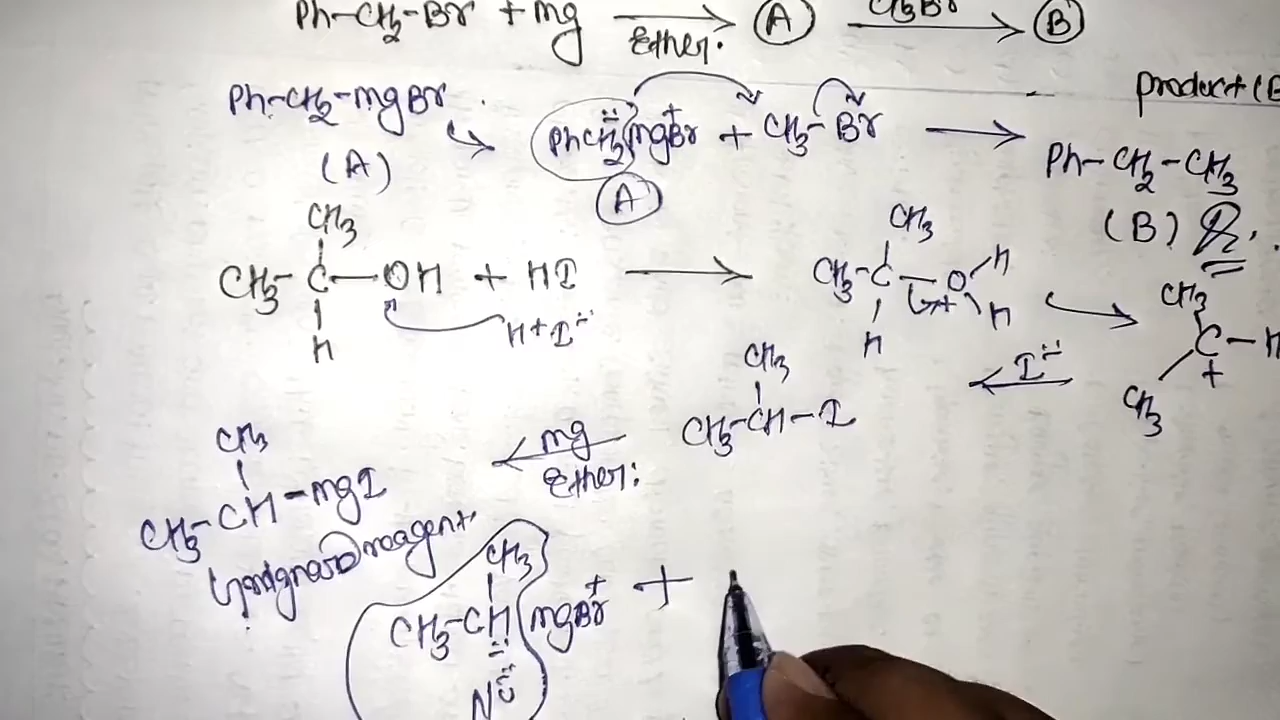 Ph-CH₂-Br + Mg → Ether. (A) CH₃Br → (B)
Ph-CH₂-MgBr
(A)
PhCH₂ MgBr + CH₃-Br →
(A)
Product (B
Ph-CH₂-CH₃
(B)
CH₃
CH₃-C-OH + HI →
H
H+I⁻
CH₃
CH₃-C-O H
+ H
H
CH₃
C-H
+
CH₃
I⁻
CH₃
CH₃-CH-I
Mg
Ether:
CH₃
CH₃-CH-MgI
Grignard reagent
CH₃
CH₃-CH MgBr⁺ +